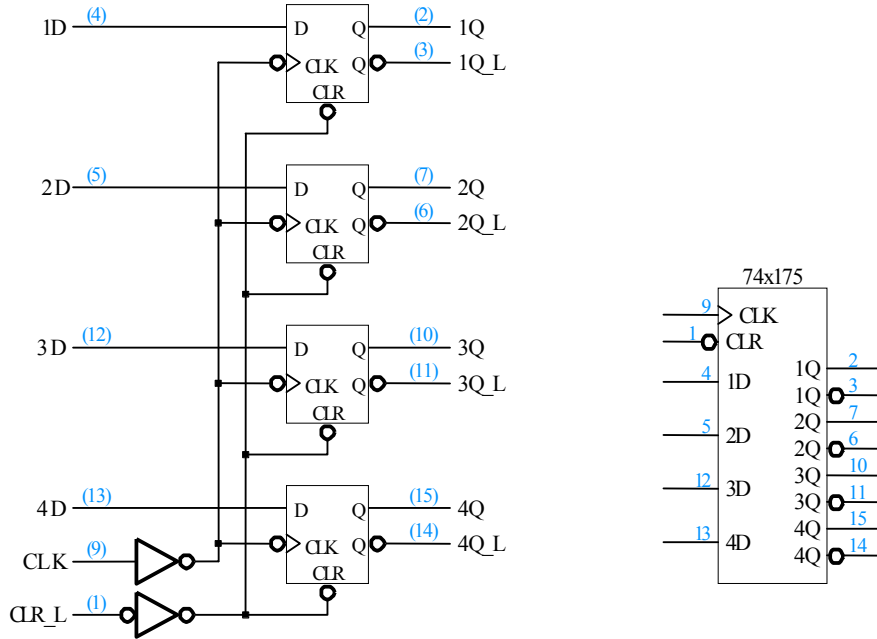 1D (4) D Q (2) 1Q
CLK Q (3) 1Q_L
CLR
2D (5) D Q (7) 2Q
CLK Q (6) 2Q_L
CLR
3D (12) D Q (10) 3Q
CLK Q (11) 3Q_L
CLR
4D (13) D Q (15) 4Q
CLK Q (14) 4Q_L
CLR
CLK (9)
CLR_L (1)
74x175
9 CLK
1 CLR
4 1D
5 2D
12 3D
13 4D
1Q 2
1Q 3
2Q 7
2Q 6
3Q 10
3Q 11
4Q 15
4Q 14